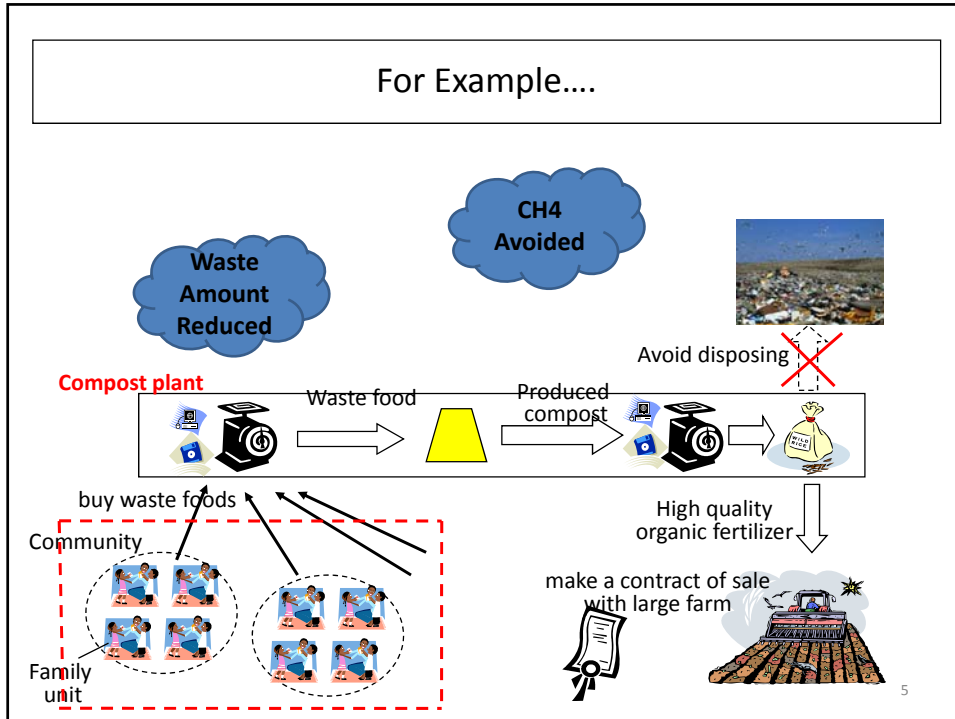 For Example....
CH4
Avoided
Waste
Amount
Reduced
Avoid disposing
Compost plant
Waste food
Produced
compost
WILD
RICE
buy waste foods
High quality
organic fertilizer
Community
make a contract of sale
with large farm
Family
unit
5